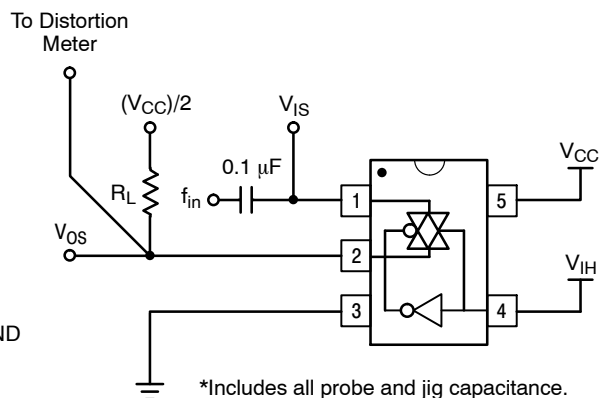 To Distortion
Meter
(VCC)/2
VIS
0.1 μF
VCC
RL
fin
1
5
VOS
2
VIH
3
4
ND
*Includes all probe and jig capacitance.